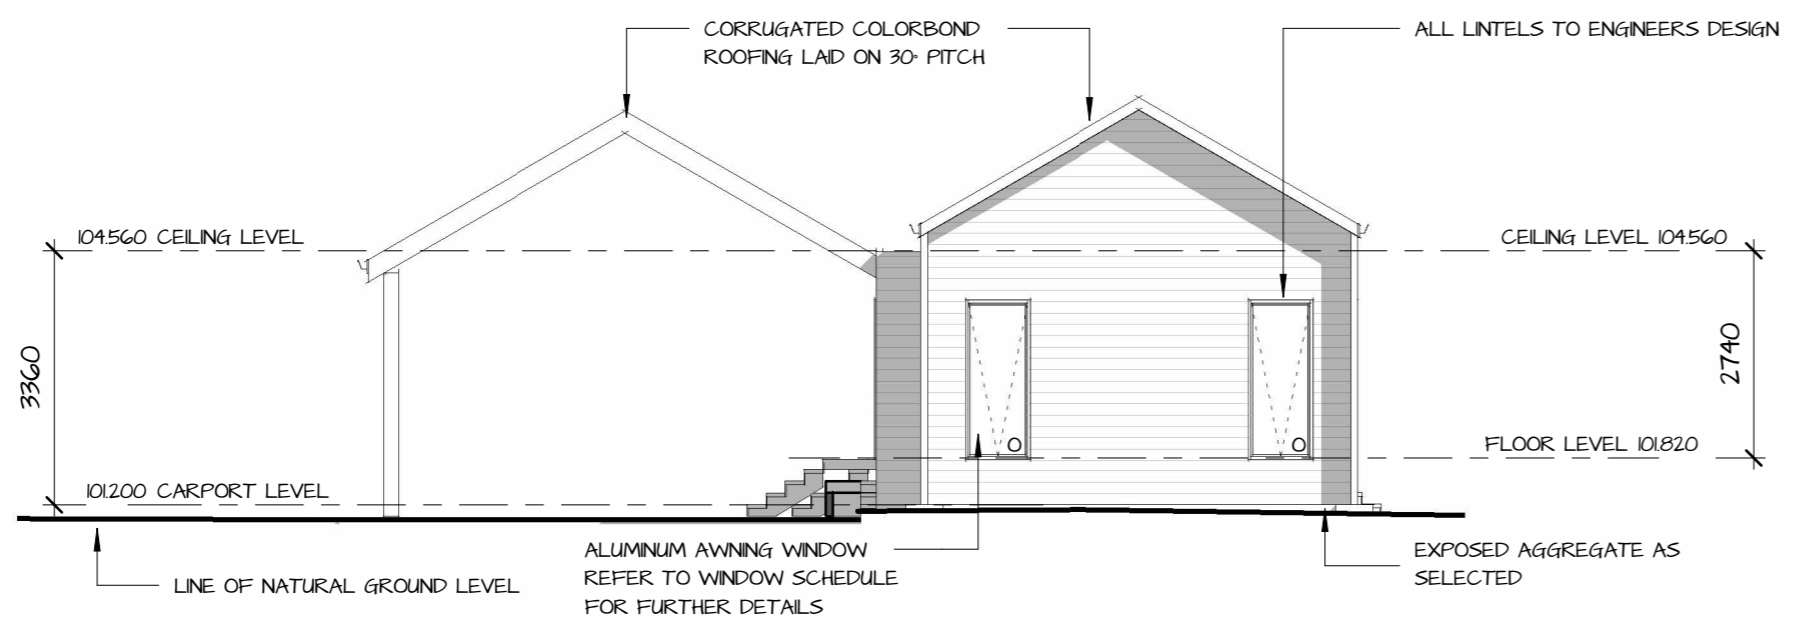 CORRUGATED COLORBOND
ROOFING LAID ON 30° PITCH
ALL LINTELS TO ENGINEERS DESIGN
104.560 CEILING LEVEL
CEILING LEVEL 104.560
3360
2740
FLOOR LEVEL 101.820
101.200 CARPORT LEVEL
O
O
ALUMINUM AWNING WINDOW
REFER TO WINDOW SCHEDULE
FOR FURTHER DETAILS
EXPOSED AGGREGATE AS
SELECTED
LINE OF NATURAL GROUND LEVEL